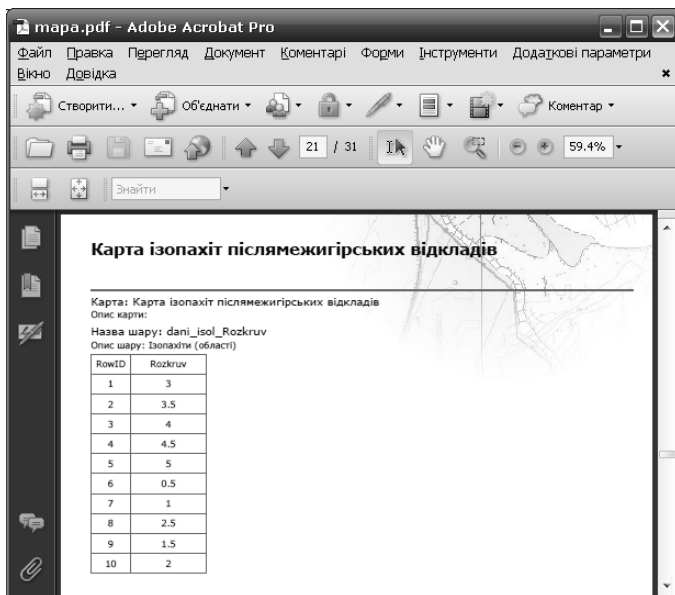 mapa.pdf - Adobe Acrobat Pro
Файл Правка Перегляд Документ Коментарі Форми Інструменти Додаткові параметри
Вікно Довідка
Створити... Об'єднати Коментар
21 / 31 59.4%
Знайти
Карта ізопахіт післямежигірських відкладів
Карта: Карта ізопахіт післямежигірських відкладів
Опис карти:
Назва шару: dani_isol_Rozkruv
Опис шару: Ізопахіти (області)
RowID Rozkruv
1 3
2 3.5
3 4
4 4.5
5 5
6 0.5
7 1
8 2.5
9 1.5
10 2